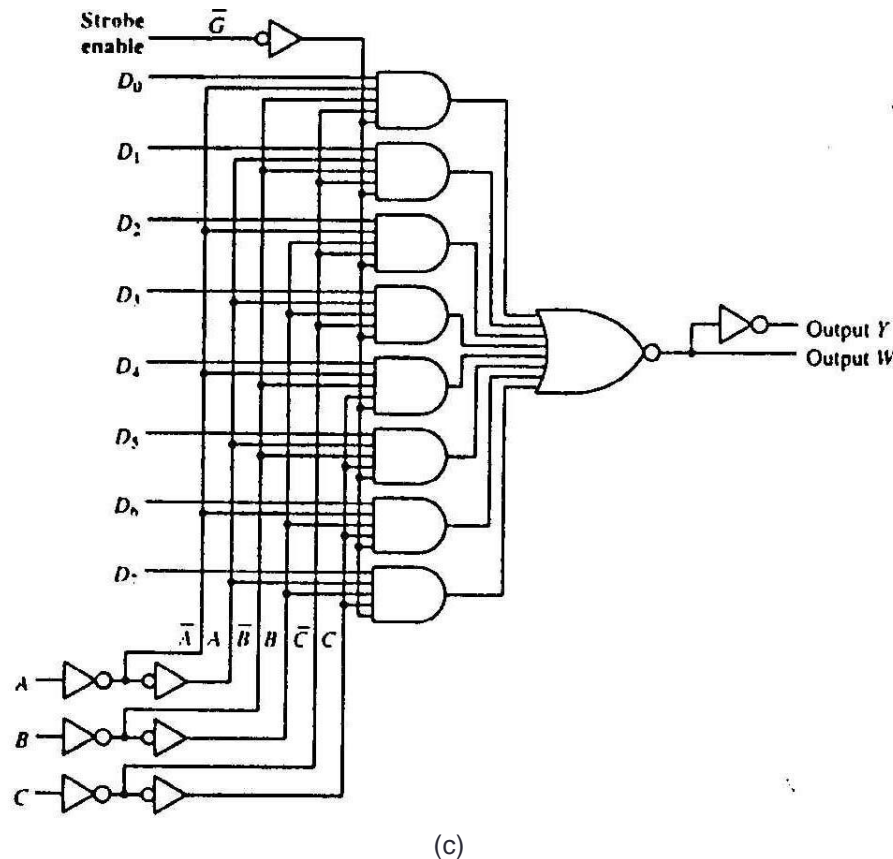 Strobe
enable
G̅
D₀
D₁
D₂
D₃
D₄
D₅
D₆
D₇
Output Y
Output W
A̅ A B̅ B C̅ C
A
B
C
(c)